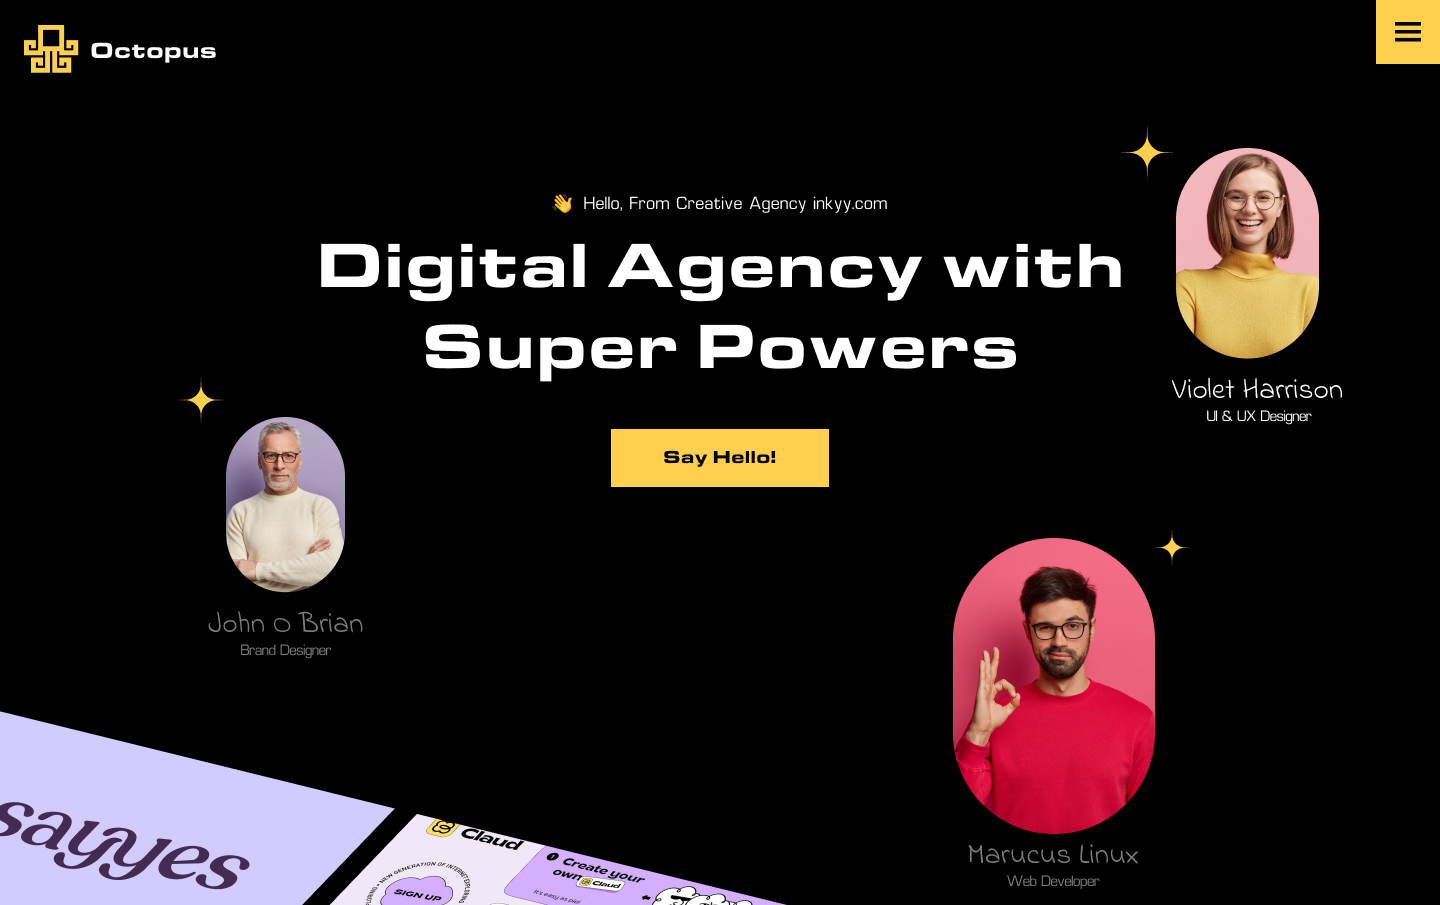 Octopus
👋 Hello, From Creative Agency inkyy.com
Digital Agency with
Super Powers
Say Hello!
Violet Harrison
UI & UX Designer
John O Brian
Brand Designer
Marucus Linux
Web Developer
sayyes
Claud
NEW GENERATION OF INTERNET EXPLORING
SIGN UP
Create your
own Claud
It's easy as pie!